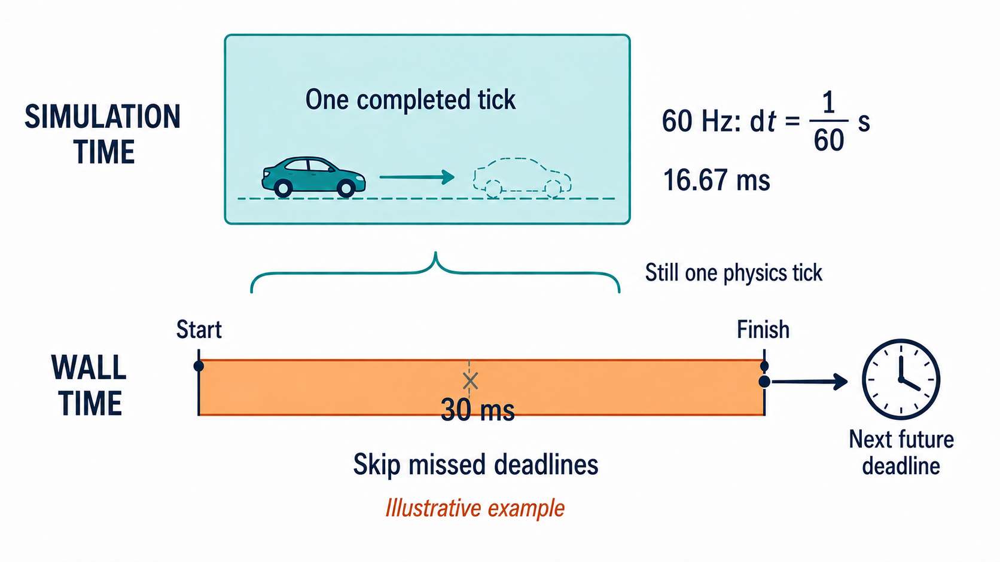 SIMULATION
TIME
One completed tick
60 Hz: dt = 1/60 s
16.67 ms
Still one physics tick
Start
Finish
WALL
TIME
30 ms
Next future
deadline
Skip missed deadlines
Illustrative example